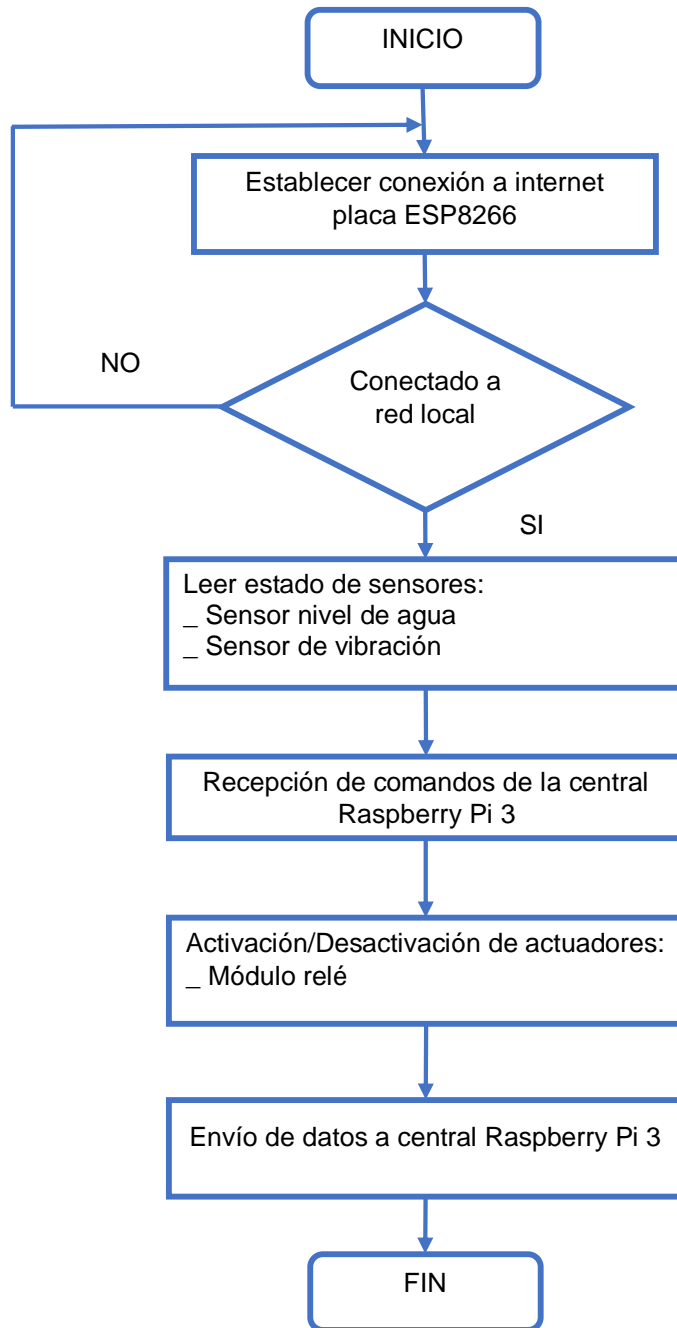 INICIO
Establecer conexión a internet
placa ESP8266
NO
Conectado a
red local
SI
Leer estado de sensores:
_ Sensor nivel de agua
_ Sensor de vibración
Recepción de comandos de la central
Raspberry Pi 3
Activación/Desactivación de actuadores:
_ Módulo relé
Envío de datos a central Raspberry Pi 3
FIN